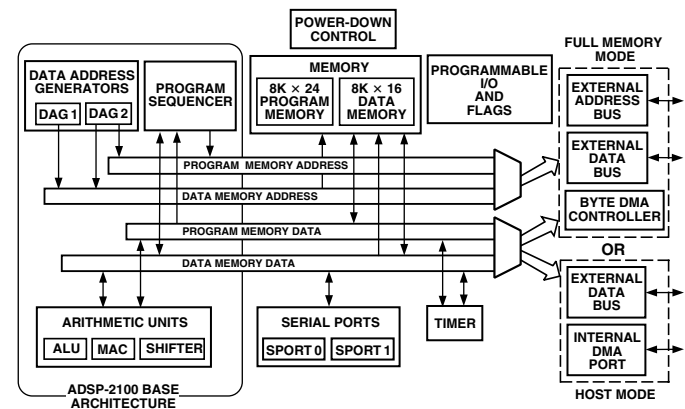 POWER-DOWN
CONTROL
FULL MEMORY
MODE
DATA ADDRESS
GENERATORS
DAG 1
DAG 2
PROGRAM
SEQUENCER
MEMORY
8K × 24
PROGRAM
MEMORY
8K × 16
DATA
MEMORY
PROGRAMMABLE
I/O
AND
FLAGS
EXTERNAL
ADDRESS
BUS
EXTERNAL
DATA
BUS
BYTE DMA
CONTROLLER
OR
EXTERNAL
DATA
BUS
INTERNAL
DMA
PORT
HOST MODE
PROGRAM MEMORY ADDRESS
DATA MEMORY ADDRESS
PROGRAM MEMORY DATA
DATA MEMORY DATA
ARITHMETIC UNITS
ALU
MAC
SHIFTER
SERIAL PORTS
SPORT 0
SPORT 1
TIMER
ADSP-2100 BASE
ARCHITECTURE